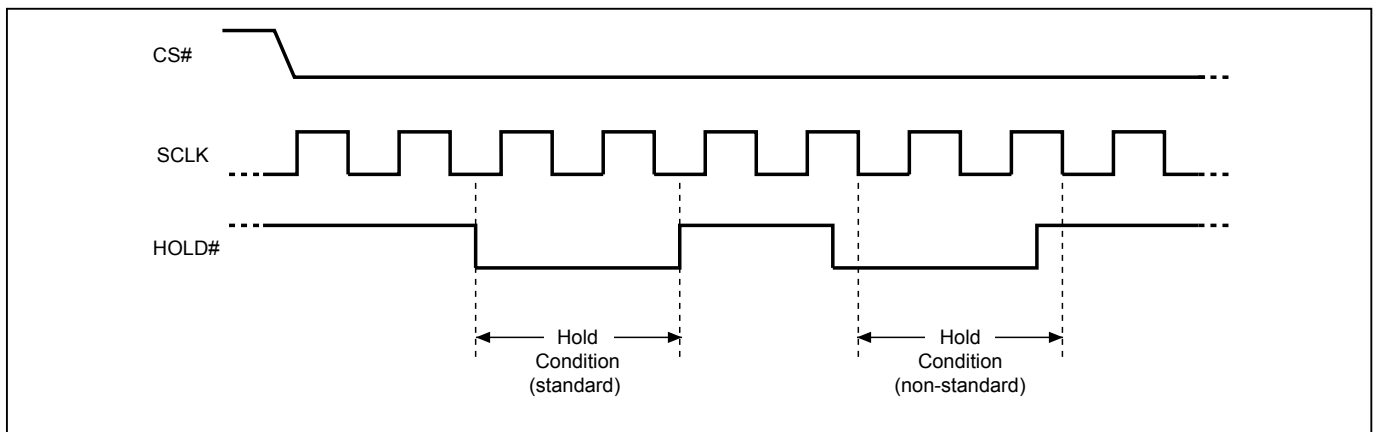 CS#
SCLK
HOLD#
Hold
Condition
(standard)
Hold
Condition
(non-standard)